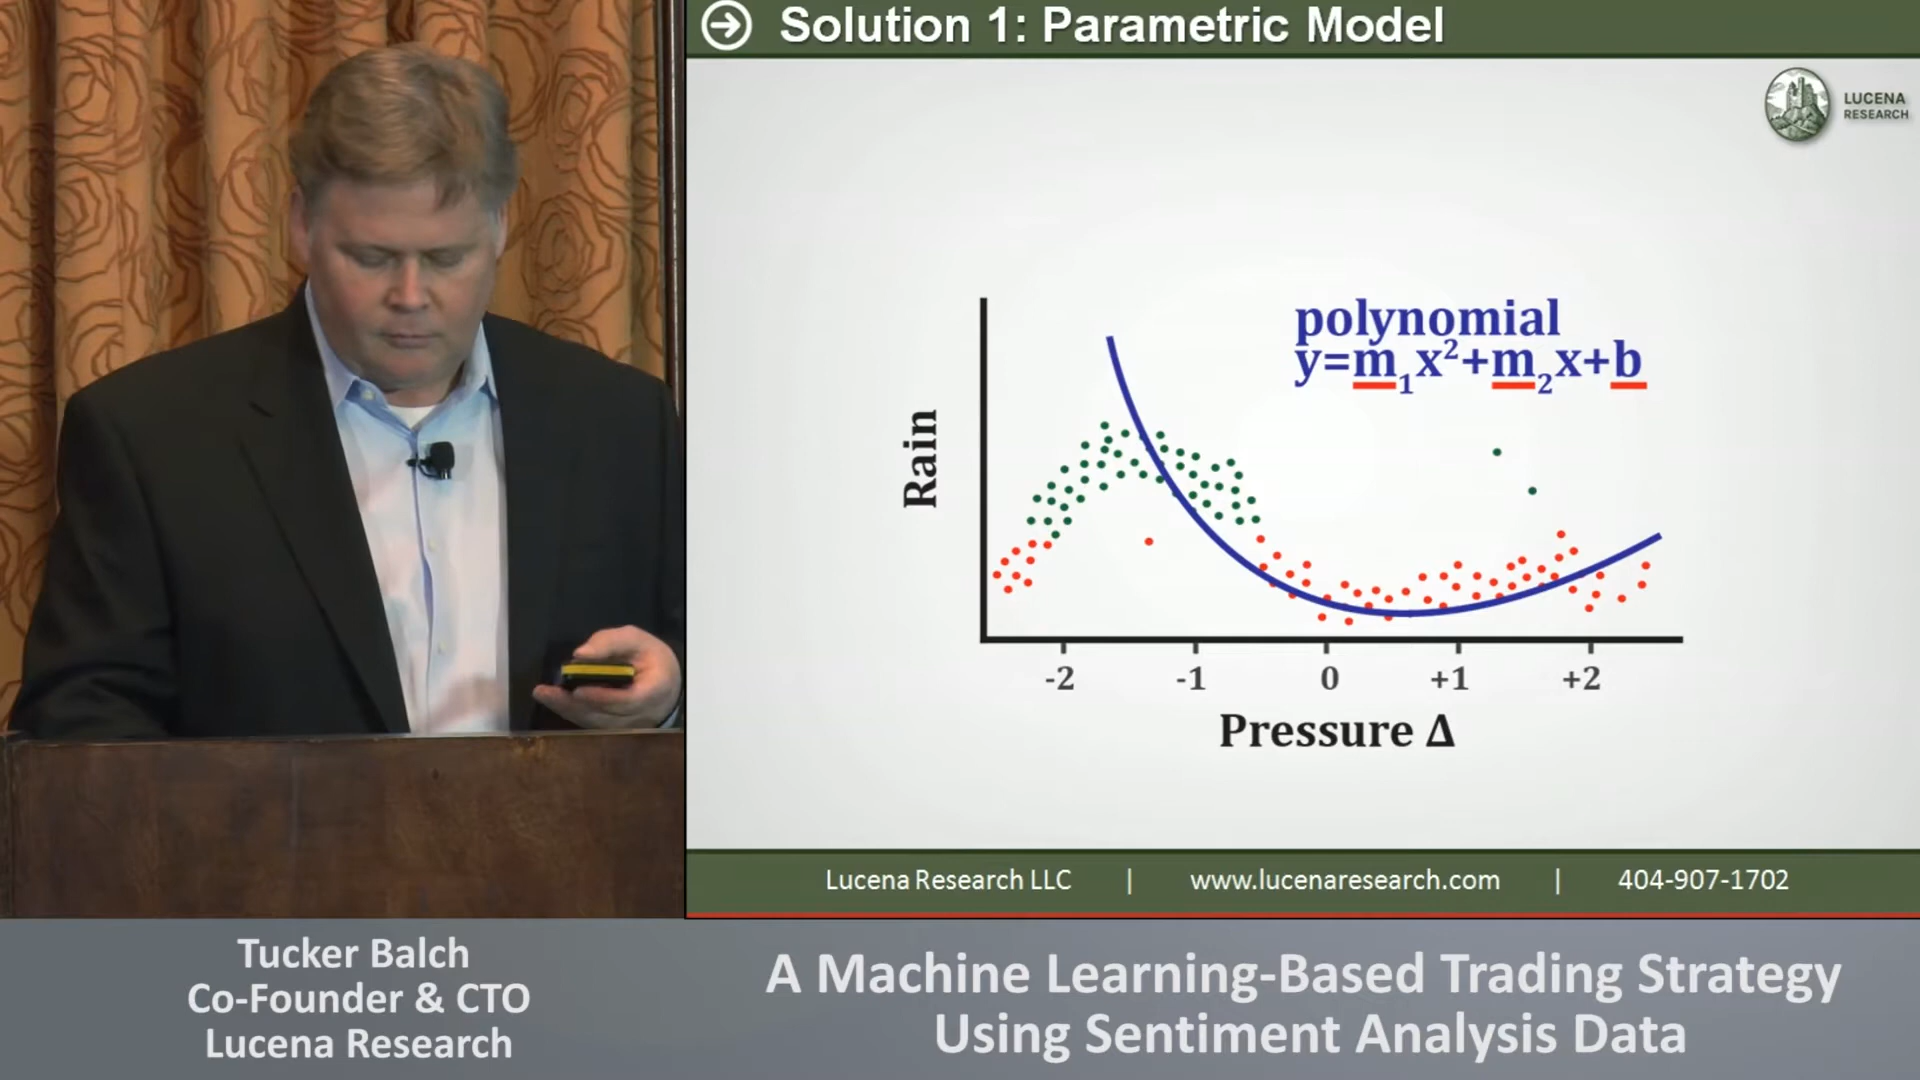 Solution 1: Parametric Model
LUCENA
RESEARCH
polynomial
y=m₁x²+m₂x+b
Rain
-2 -1 0 +1 +2
Pressure Δ
Lucena Research LLC | www.lucenaresearch.com | 404-907-1702
Tucker Balch
Co-Founder & CTO
Lucena Research
A Machine Learning-Based Trading Strategy
Using Sentiment Analysis Data